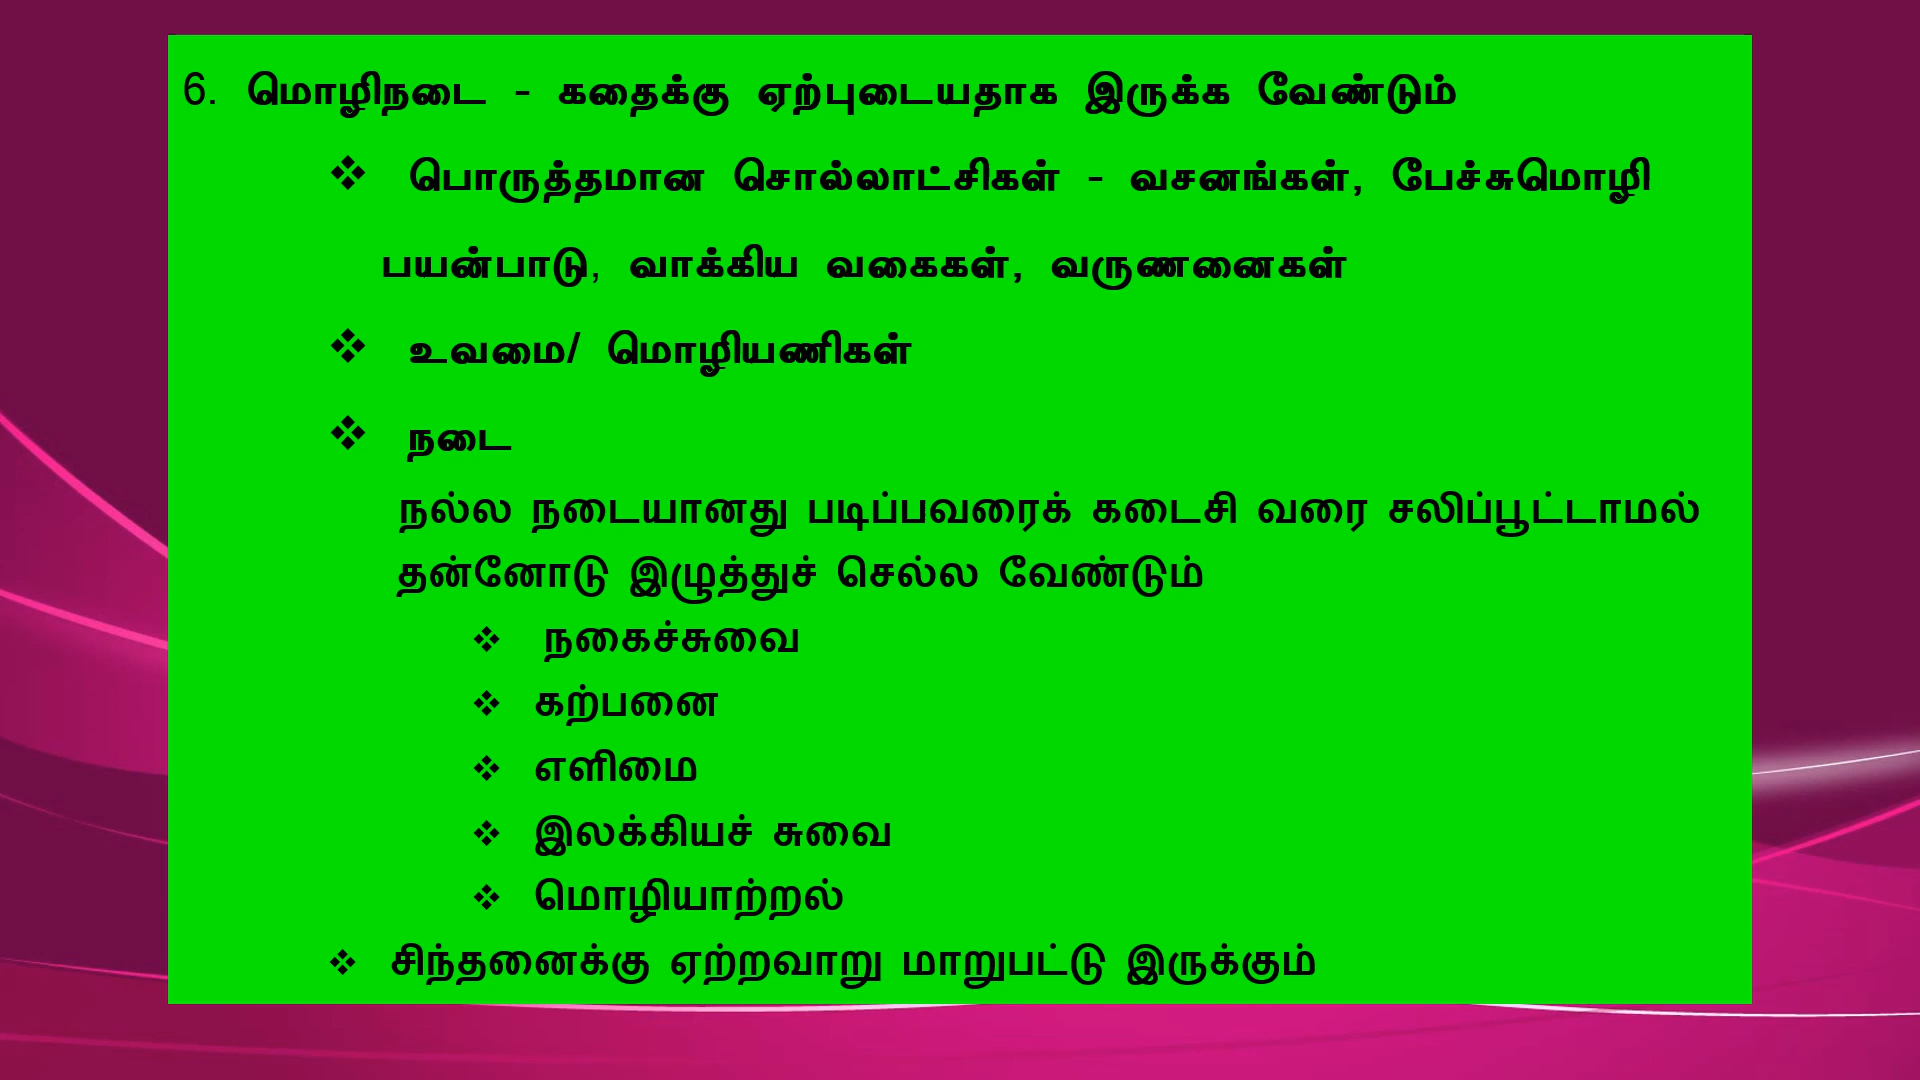 6. மொழிநடை - கதைக்கு ஏற்புடையதாக இருக்க வேண்டும்
❖ பொருத்தமான சொல்லாட்சிகள் - வசனங்கள், பேச்சுமொழி
பயன்பாடு, வாக்கிய வகைகள், வருணனைகள்
❖ உவமை/ மொழியணிகள்
❖ நடை
நல்ல நடையானது படிப்பவரைக் கடைசி வரை சலிப்பூட்டாமல்
தன்னோடு இழுத்துச் செல்ல வேண்டும்
❖ நகைச்சுவை
❖ கற்பனை
❖ எளிமை
❖ இலக்கியச் சுவை
❖ மொழியாற்றல்
❖ சிந்தனைக்கு ஏற்றவாறு மாறுபட்டு இருக்கும்